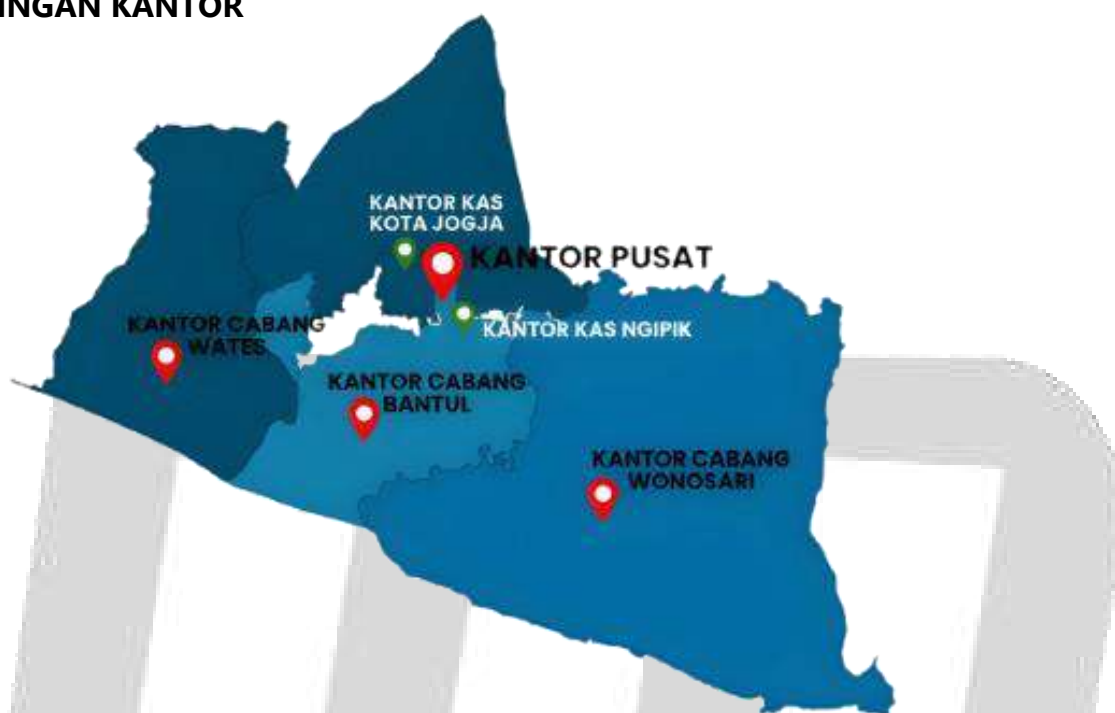 INGAN KANTOR
KANTOR KAS
KOTA JOGJA
KANTOR PUSAT
KANTOR KAS NGIPIK
KANTOR CABANG
WATES
KANTOR CABANG
BANTUL
KANTOR CABANG
WONOSARI